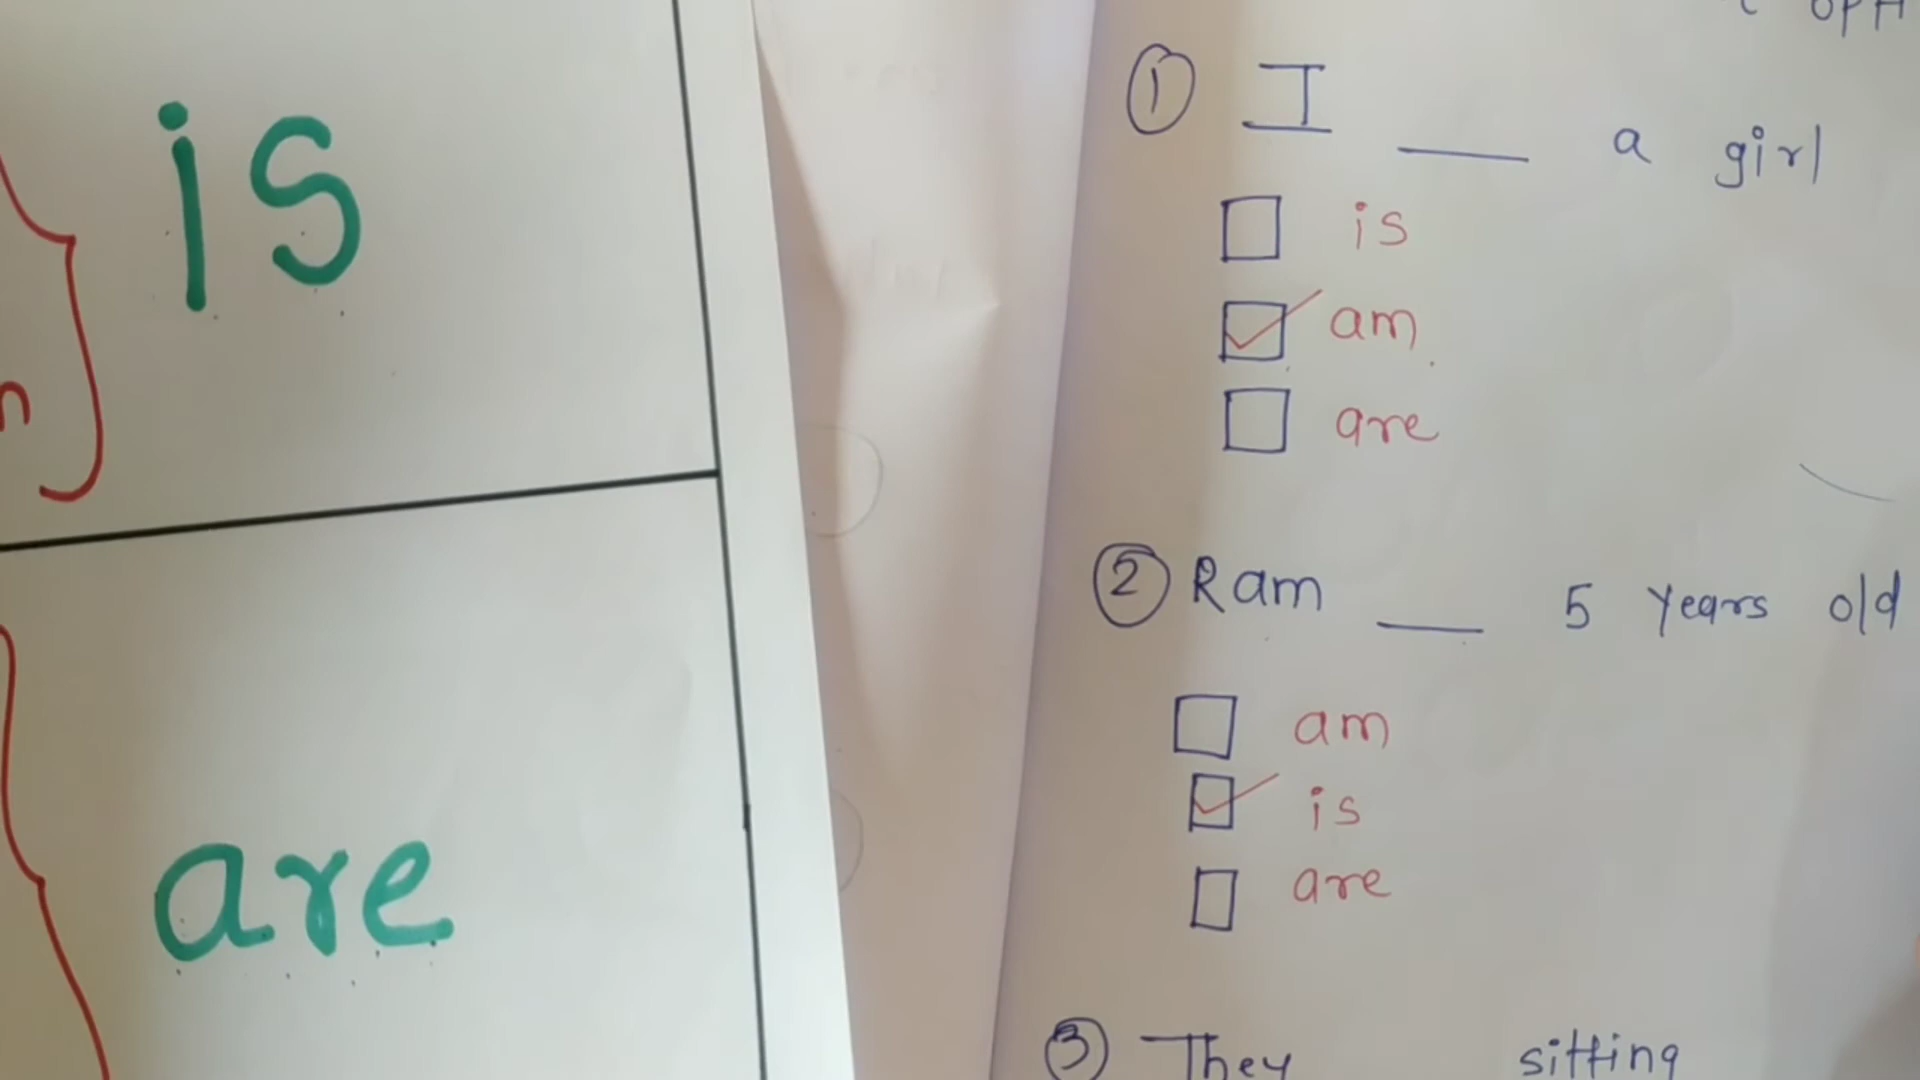 is
are
① I ___ a girl
is
am
are
② Ram ___ 5 years old
am
is
are
③ They sitting